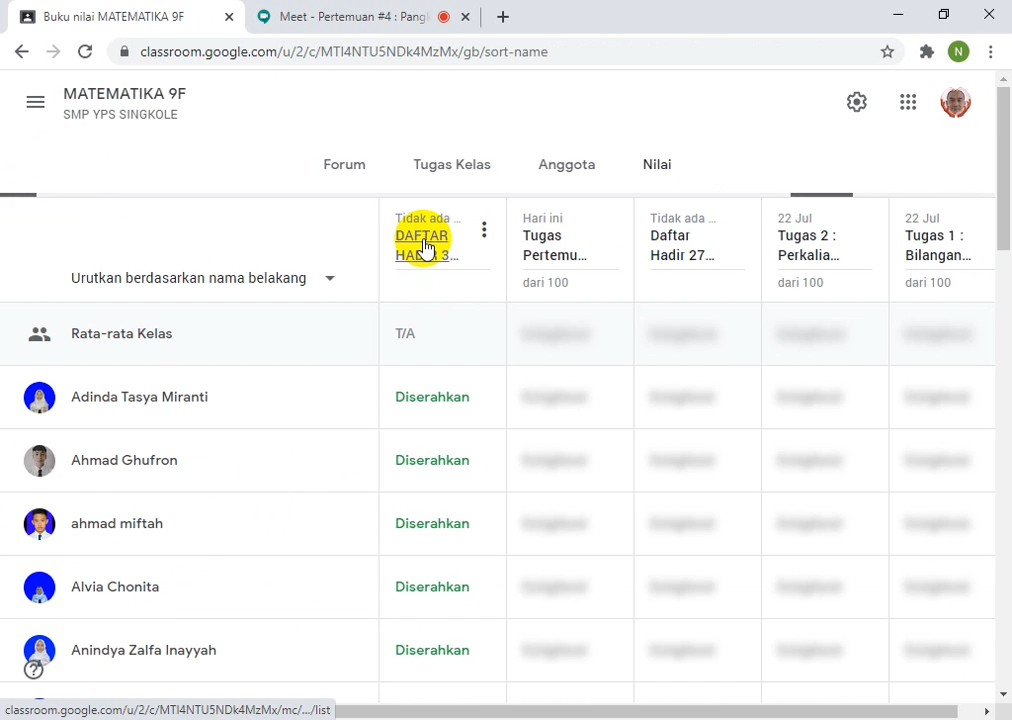 Buku nilai MATEMATIKA 9F
Meet - Pertemuan #4 : Pangk
classroom.google.com/u/2/c/MTI4NTU5NDk4MzMx/gb/sort-name
N
MATEMATIKA 9F
SMP YPS SINGKOLE
Forum
Tugas Kelas
Anggota
Nilai
Urutkan berdasarkan nama belakang
Tidak ada ...
DAFTAR
HADIR 3...
Hari ini
Tugas
Pertemu...
dari 100
Tidak ada ...
Daftar
Hadir 27...
22 Jul
Tugas 2 :
Perkalia...
dari 100
22 Jul
Tugas 1 :
Bilangan...
dari 100
Rata-rata Kelas
T/A
Adinda Tasya Miranti
Diserahkan
Ahmad Ghufron
Diserahkan
ahmad miftah
Diserahkan
Alvia Chonita
Diserahkan
Anindya Zalfa Inayyah
Diserahkan
classroom.google.com/u/2/c/MTI4NTU5NDk4MzMx/mc/.../list